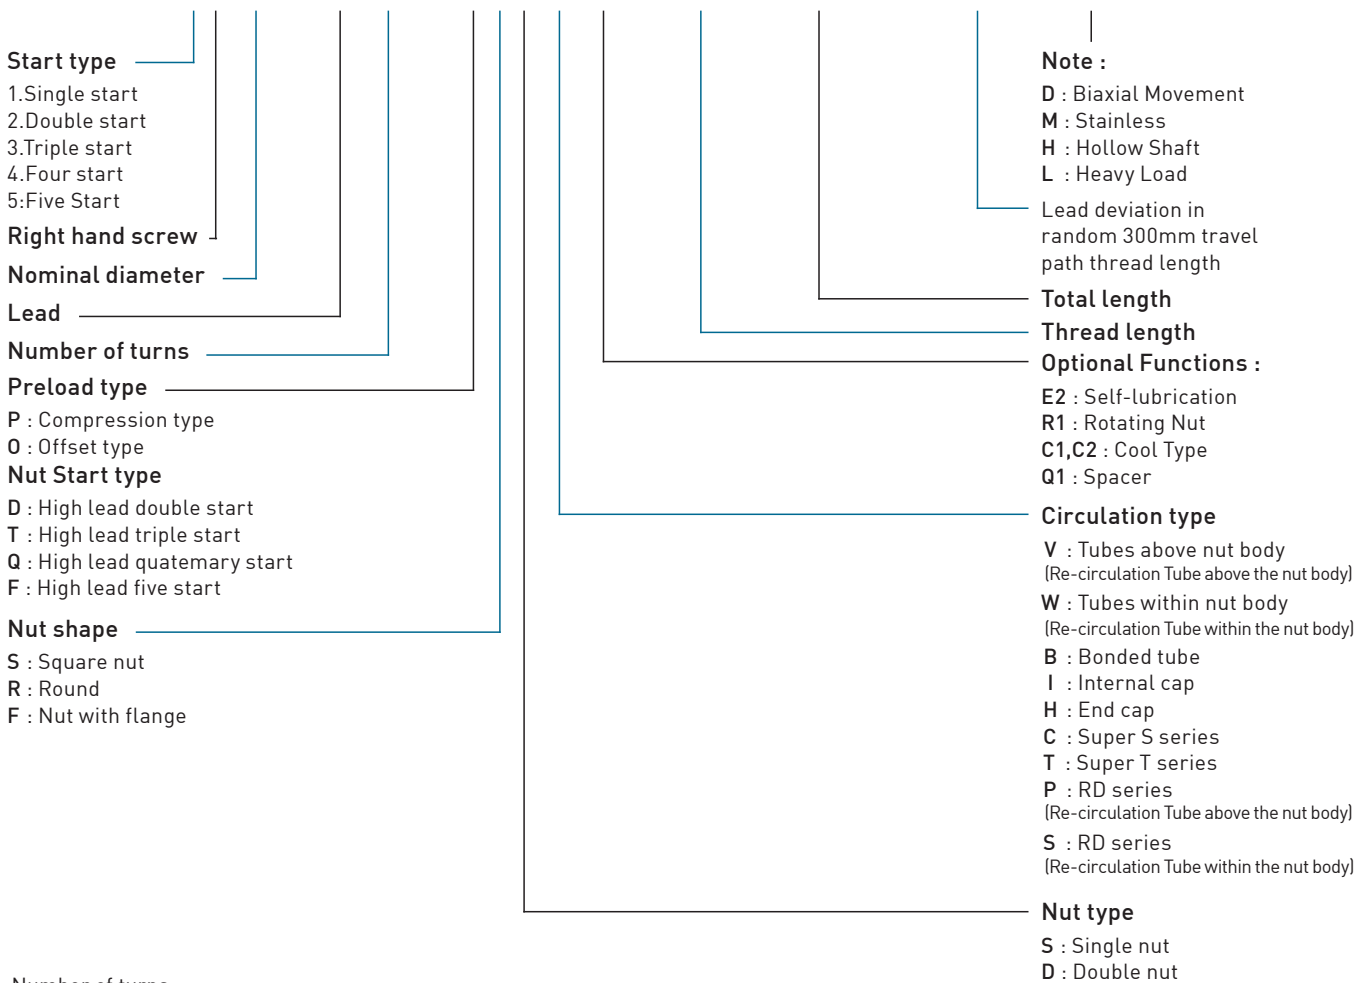 Start type
1.Single start
2.Double start
3.Triple start
4.Four start
5:Five Start
Right hand screw
Nominal diameter
Lead
Number of turns
Preload type
P : Compression type
O : Offset type
Nut Start type
D : High lead double start
T : High lead triple start
Q : High lead quatemary start
F : High lead five start
Nut shape
S : Square nut
R : Round
F : Nut with flange
Note :
D : Biaxial Movement
M : Stainless
H : Hollow Shaft
L : Heavy Load
Lead deviation in
random 300mm travel
path thread length
Total length
Thread length
Optional Functions :
E2 : Self-lubrication
R1 : Rotating Nut
C1,C2 : Cool Type
Q1 : Spacer
Circulation type
V : Tubes above nut body
(Re-circulation Tube above the nut body)
W : Tubes within nut body
(Re-circulation Tube within the nut body)
B : Bonded tube
I : Internal cap
H : End cap
C : Super S series
T : Super T series
P : RD series
(Re-circulation Tube above the nut body)
S : RD series
(Re-circulation Tube within the nut body)
Nut type
S : Single nut
D : Double nut
Number of turns